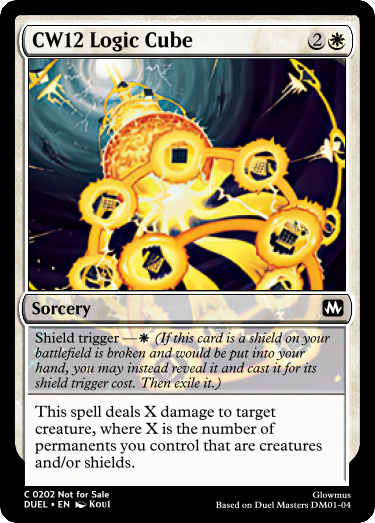 CW12 Logic Cube 2
Sorcery
Shield trigger — (If this card is a shield on your
battlefield is broken and would be put into your
hand, you may instead reveal it and cast it for its
shield trigger cost. Then exile it.)
This spell deals X damage to target
creature, where X is the number of
permanents you control that are creatures
and/or shields.
C 0202 Not for Sale
DUEL • EN Koul
Glowmus
Based on Duel Masters DM01-04